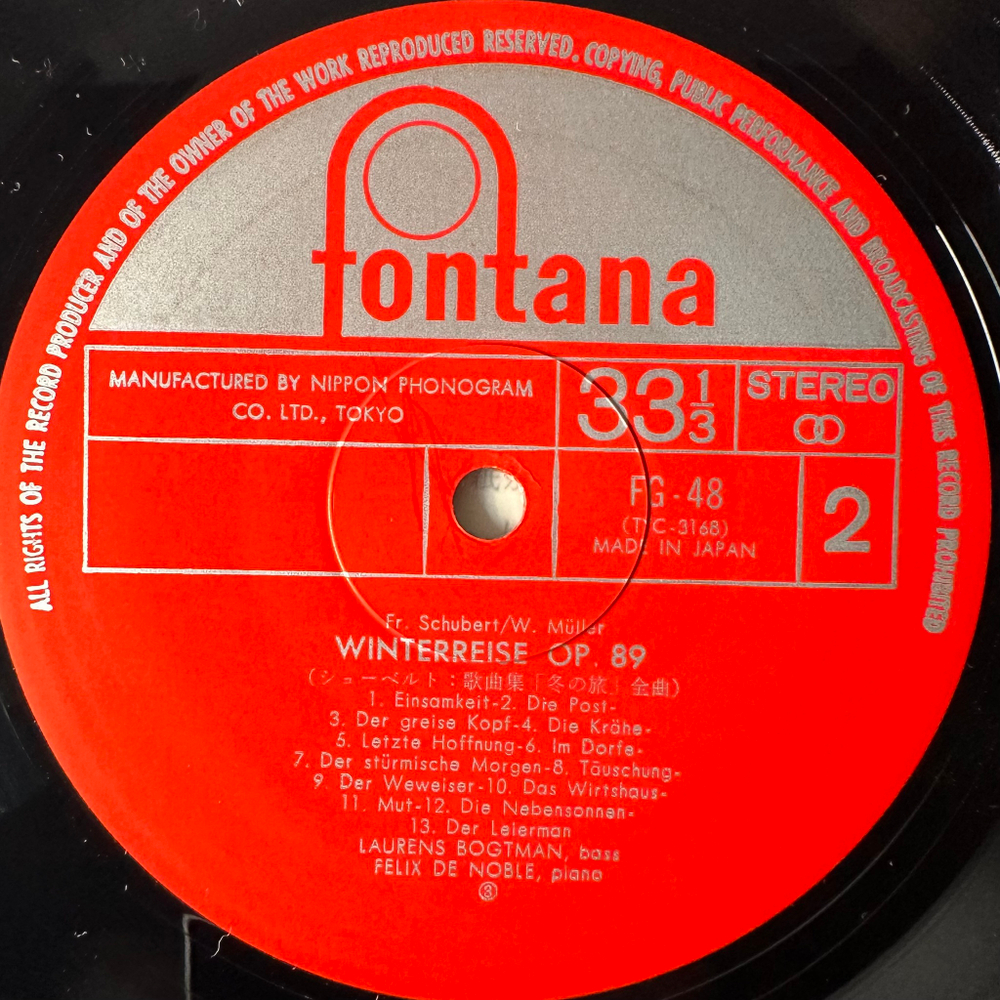 ALL RIGHTS OF THE RECORD PRODUCER AND OF THE OWNER OF THE WORK REPRODUCED RESERVED. COPYING, PUBLIC PERFORMANCE AND BROADCASTING OF THIS RECORD PROHIBITED
fontana
MANUFACTURED BY NIPPON PHONOGRAM
CO. LTD., TOKYO
33 1/3
STEREO
FG-48
(TYC-3168)
MADE IN JAPAN
2
Fr. Schubert/W. Müller
WINTERREISE OP. 89
(シューベルト:歌曲集「冬の旅」全曲)
1. Einsamkeit-2. Die Post-
3. Der greise Kopf-4. Die Krähe-
5. Letzte Hoffnung-6. Im Dorfe-
7. Der stürmische Morgen-8. Täuschung-
9 Der Weweiser-10. Das Wirtshaus-
11. Mut-12. Die Nebensonnen-
13. Der Leierman
LAURENS BOGTMAN, bass
FELIX DE NOBLE, piano